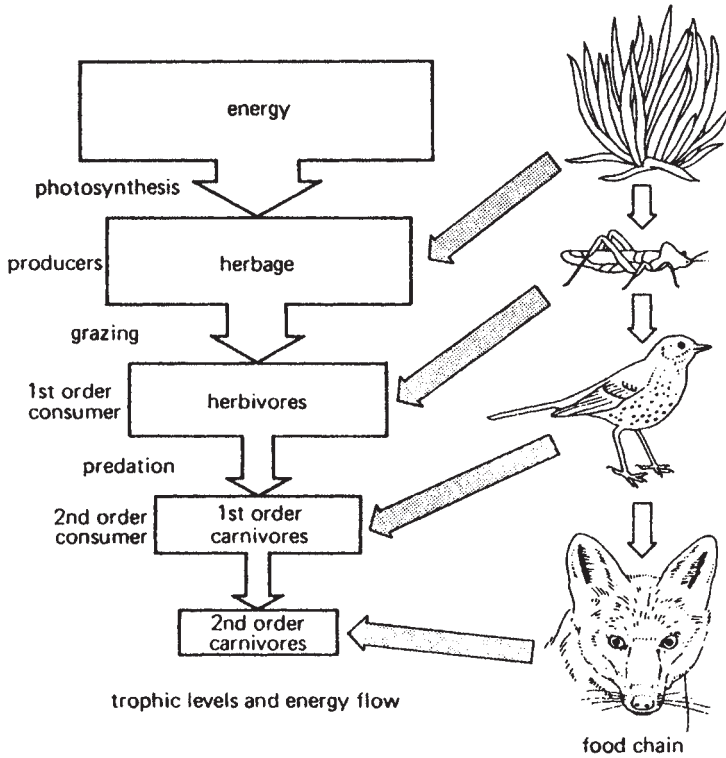 energy
photosynthesis
producers
herbage
grazing
1st order
consumer
herbivores
predation
2nd order
consumer
1st order
carnivores
2nd order
carnivores
trophic levels and energy flow
food chain